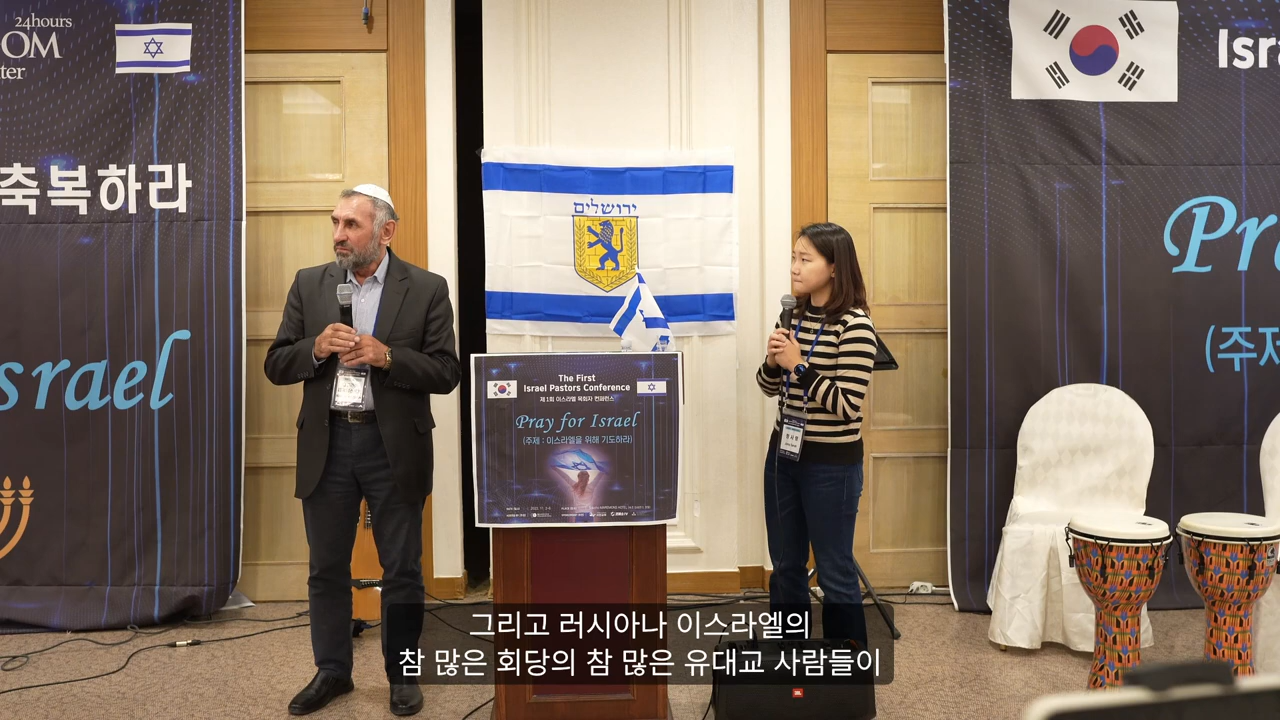 24hours
OM
ter
축복하라
srael
ירושלים
The First
Israel Pastors Conference
제 1회 이스라엘 목회자 컨퍼런스
Pray for Israel
(주제 : 이스라엘을 위해 기도하라)
Isr
Pr
(주제
JBL
그리고 러시아나 이스라엘의
참 많은 회당의 참 많은 유대교 사람들이